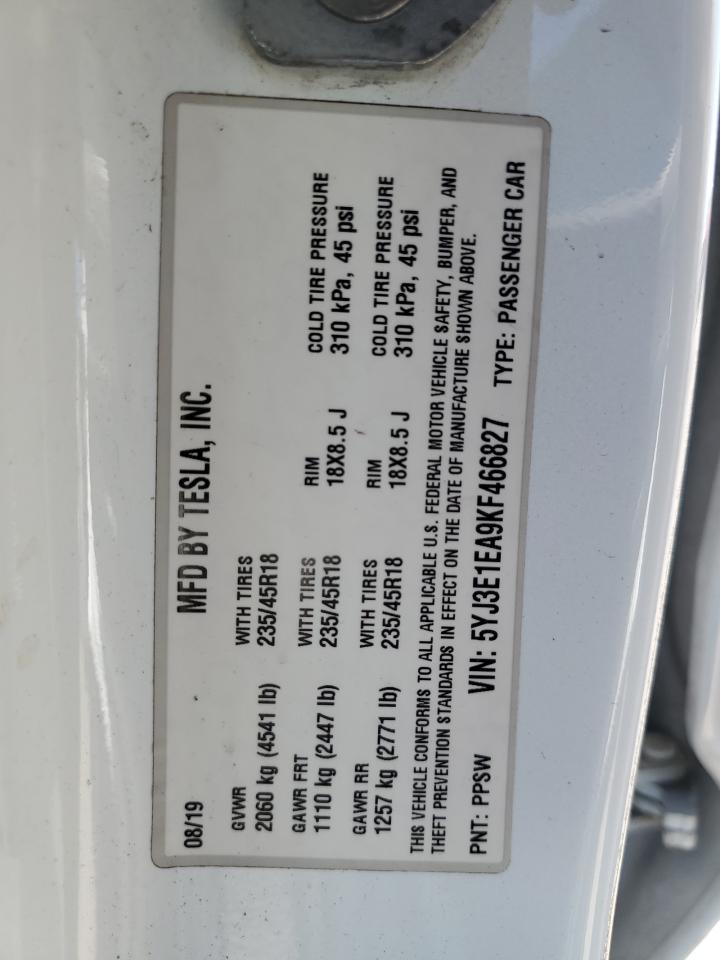 08/19 MFD BY TESLA, INC.
GVWR WITH TIRES
2060 kg (4541 lb) 235/45R18
GAWR FRT WITH TIRES RIM COLD TIRE PRESSURE
1110 kg (2447 lb) 235/45R18 18X8.5 J 310 kPa, 45 psi
GAWR RR WITH TIRES RIM COLD TIRE PRESSURE
1257 kg (2771 lb) 235/45R18 18X8.5 J 310 kPa, 45 psi
THIS VEHICLE CONFORMS TO ALL APPLICABLE U.S. FEDERAL MOTOR VEHICLE SAFETY, BUMPER, AND
THEFT PREVENTION STANDARDS IN EFFECT ON THE DATE OF MANUFACTURE SHOWN ABOVE.
PNT: PPSW VIN: 5YJ3E1EA9KF466827 TYPE: PASSENGER CAR